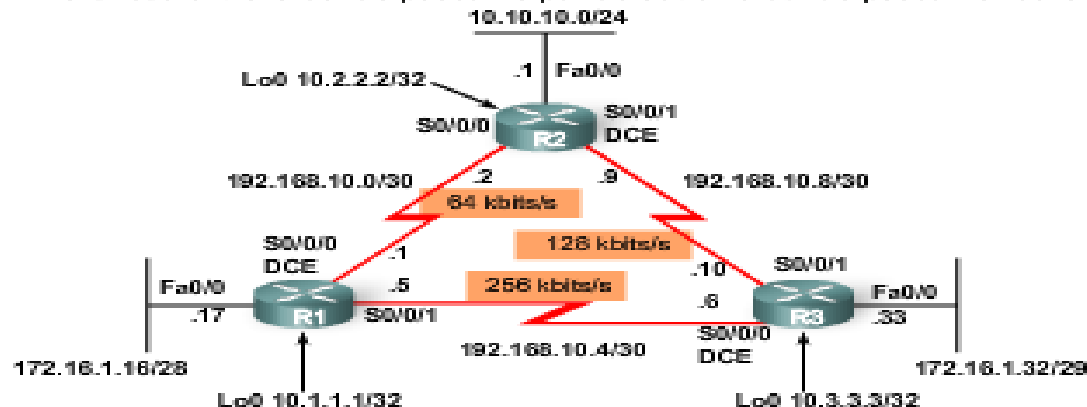 10.10.10.0/24
.1 Fa0/0
Lo0 10.2.2.2/32
S0/0/0
S0/0/1
DCE
R2
192.168.10.0/30
.2
.9
192.168.10.8/30
64 kbits/s
128 kbits/s
S0/0/0
DCE
.1
.10
S0/0/1
Fa0/0
.5
256 kbits/s
.6
Fa0/0
.17
R1
S0/0/1
R3
.33
S0/0/0
DCE
192.168.10.4/30
172.16.1.16/28
172.16.1.32/29
Lo0 10.1.1.1/32
Lo0 10.3.3.3/32